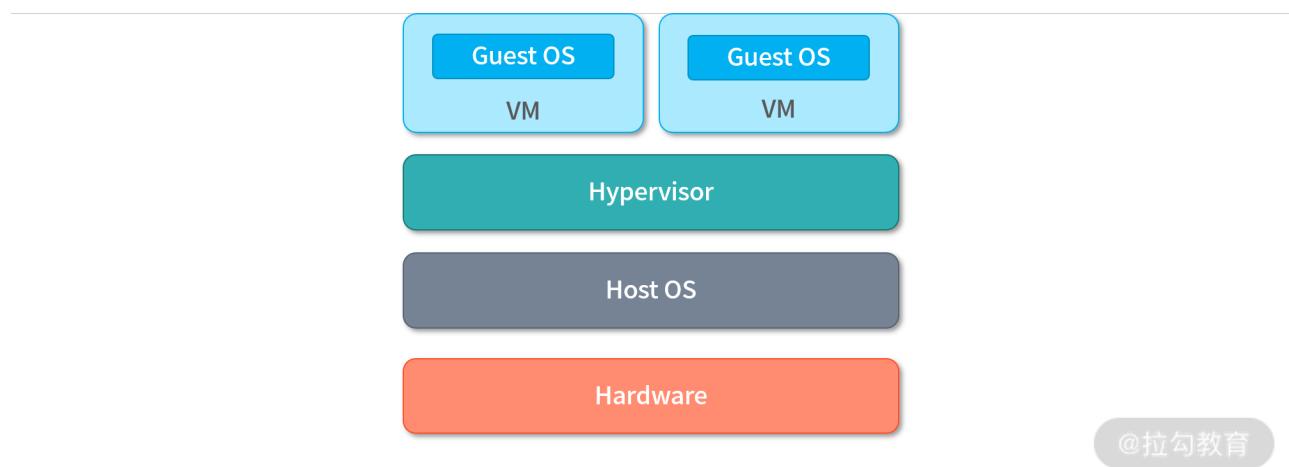 Guest OS
Guest OS
VM
VM
Hypervisor
Host OS
Hardware
@拉勾教育